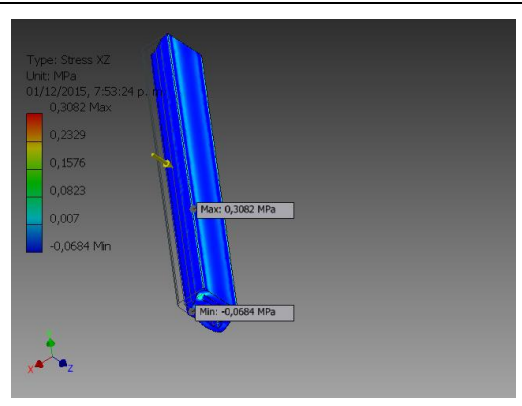 Type: Stress XZ
Unit: MPa
01/12/2015, 7:53:24 p. m
0,3082 Max
0,2329
0,1576
0,0823
0,007
-0,0684 Min
Max: 0,3082 MPa
Min: -0,0684 MPa
X
Z